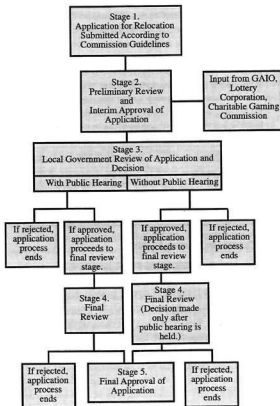 Stage 1.
Application for Relocation
Submitted According to
Commission Guidelines
Stage 2.
Preliminary Review
and
Interim Approval of
Application
Input from GAIO,
Lottery
Corporation,
Charitable Gaming
Commission
Stage 3.
Local Government Review of Application and
Decision
With Public Hearing
Without Public Hearing
If rejected,
application
process
ends
If approved,
application
proceeds to
final review
stage.
If approved,
application
proceeds to
final review
stage.
If rejected,
application
process
ends
Stage 4.
Final
Review
Stage 4.
Final Review
(Decision made
only after
public hearing is
held.)
If rejected,
application
process
ends
Stage 5.
Final Approval of
Application
If rejected,
application
process
ends